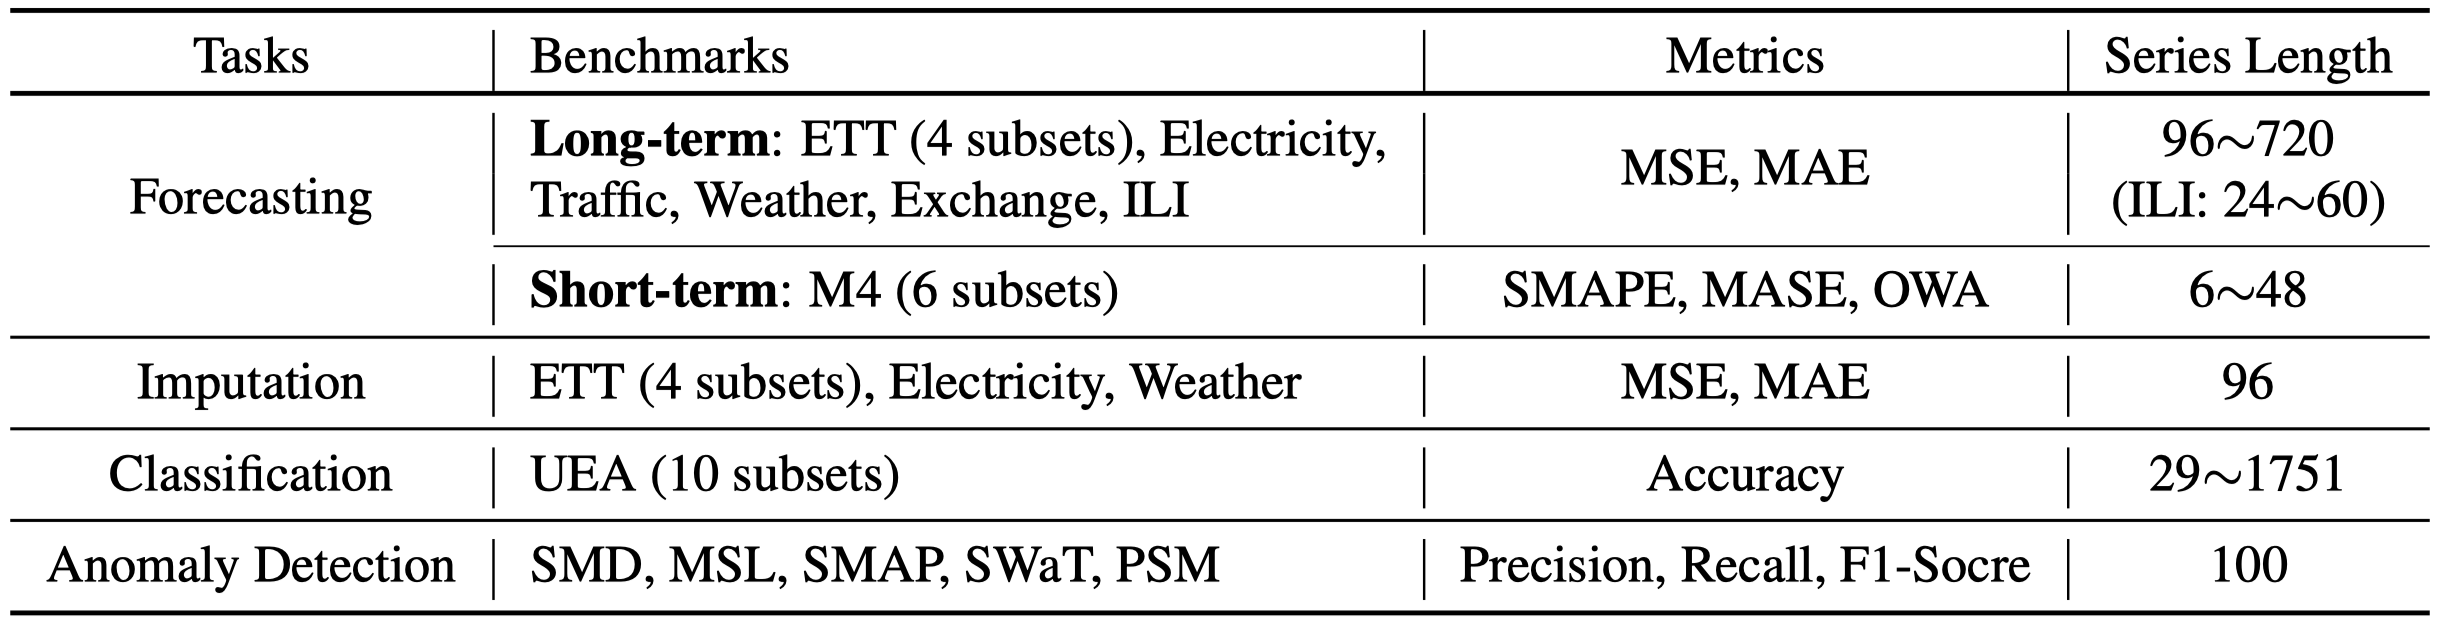 Tasks Benchmarks Metrics Series Length
Forecasting
Long-term: ETT (4 subsets), Electricity,
Traffic, Weather, Exchange, ILI
MSE, MAE
96~720
(ILI: 24~60)
Short-term: M4 (6 subsets) SMAPE, MASE, OWA 6~48
Imputation ETT (4 subsets), Electricity, Weather MSE, MAE 96
Classification UEA (10 subsets) Accuracy 29~1751
Anomaly Detection SMD, MSL, SMAP, SWaT, PSM Precision, Recall, F1-Socre 100